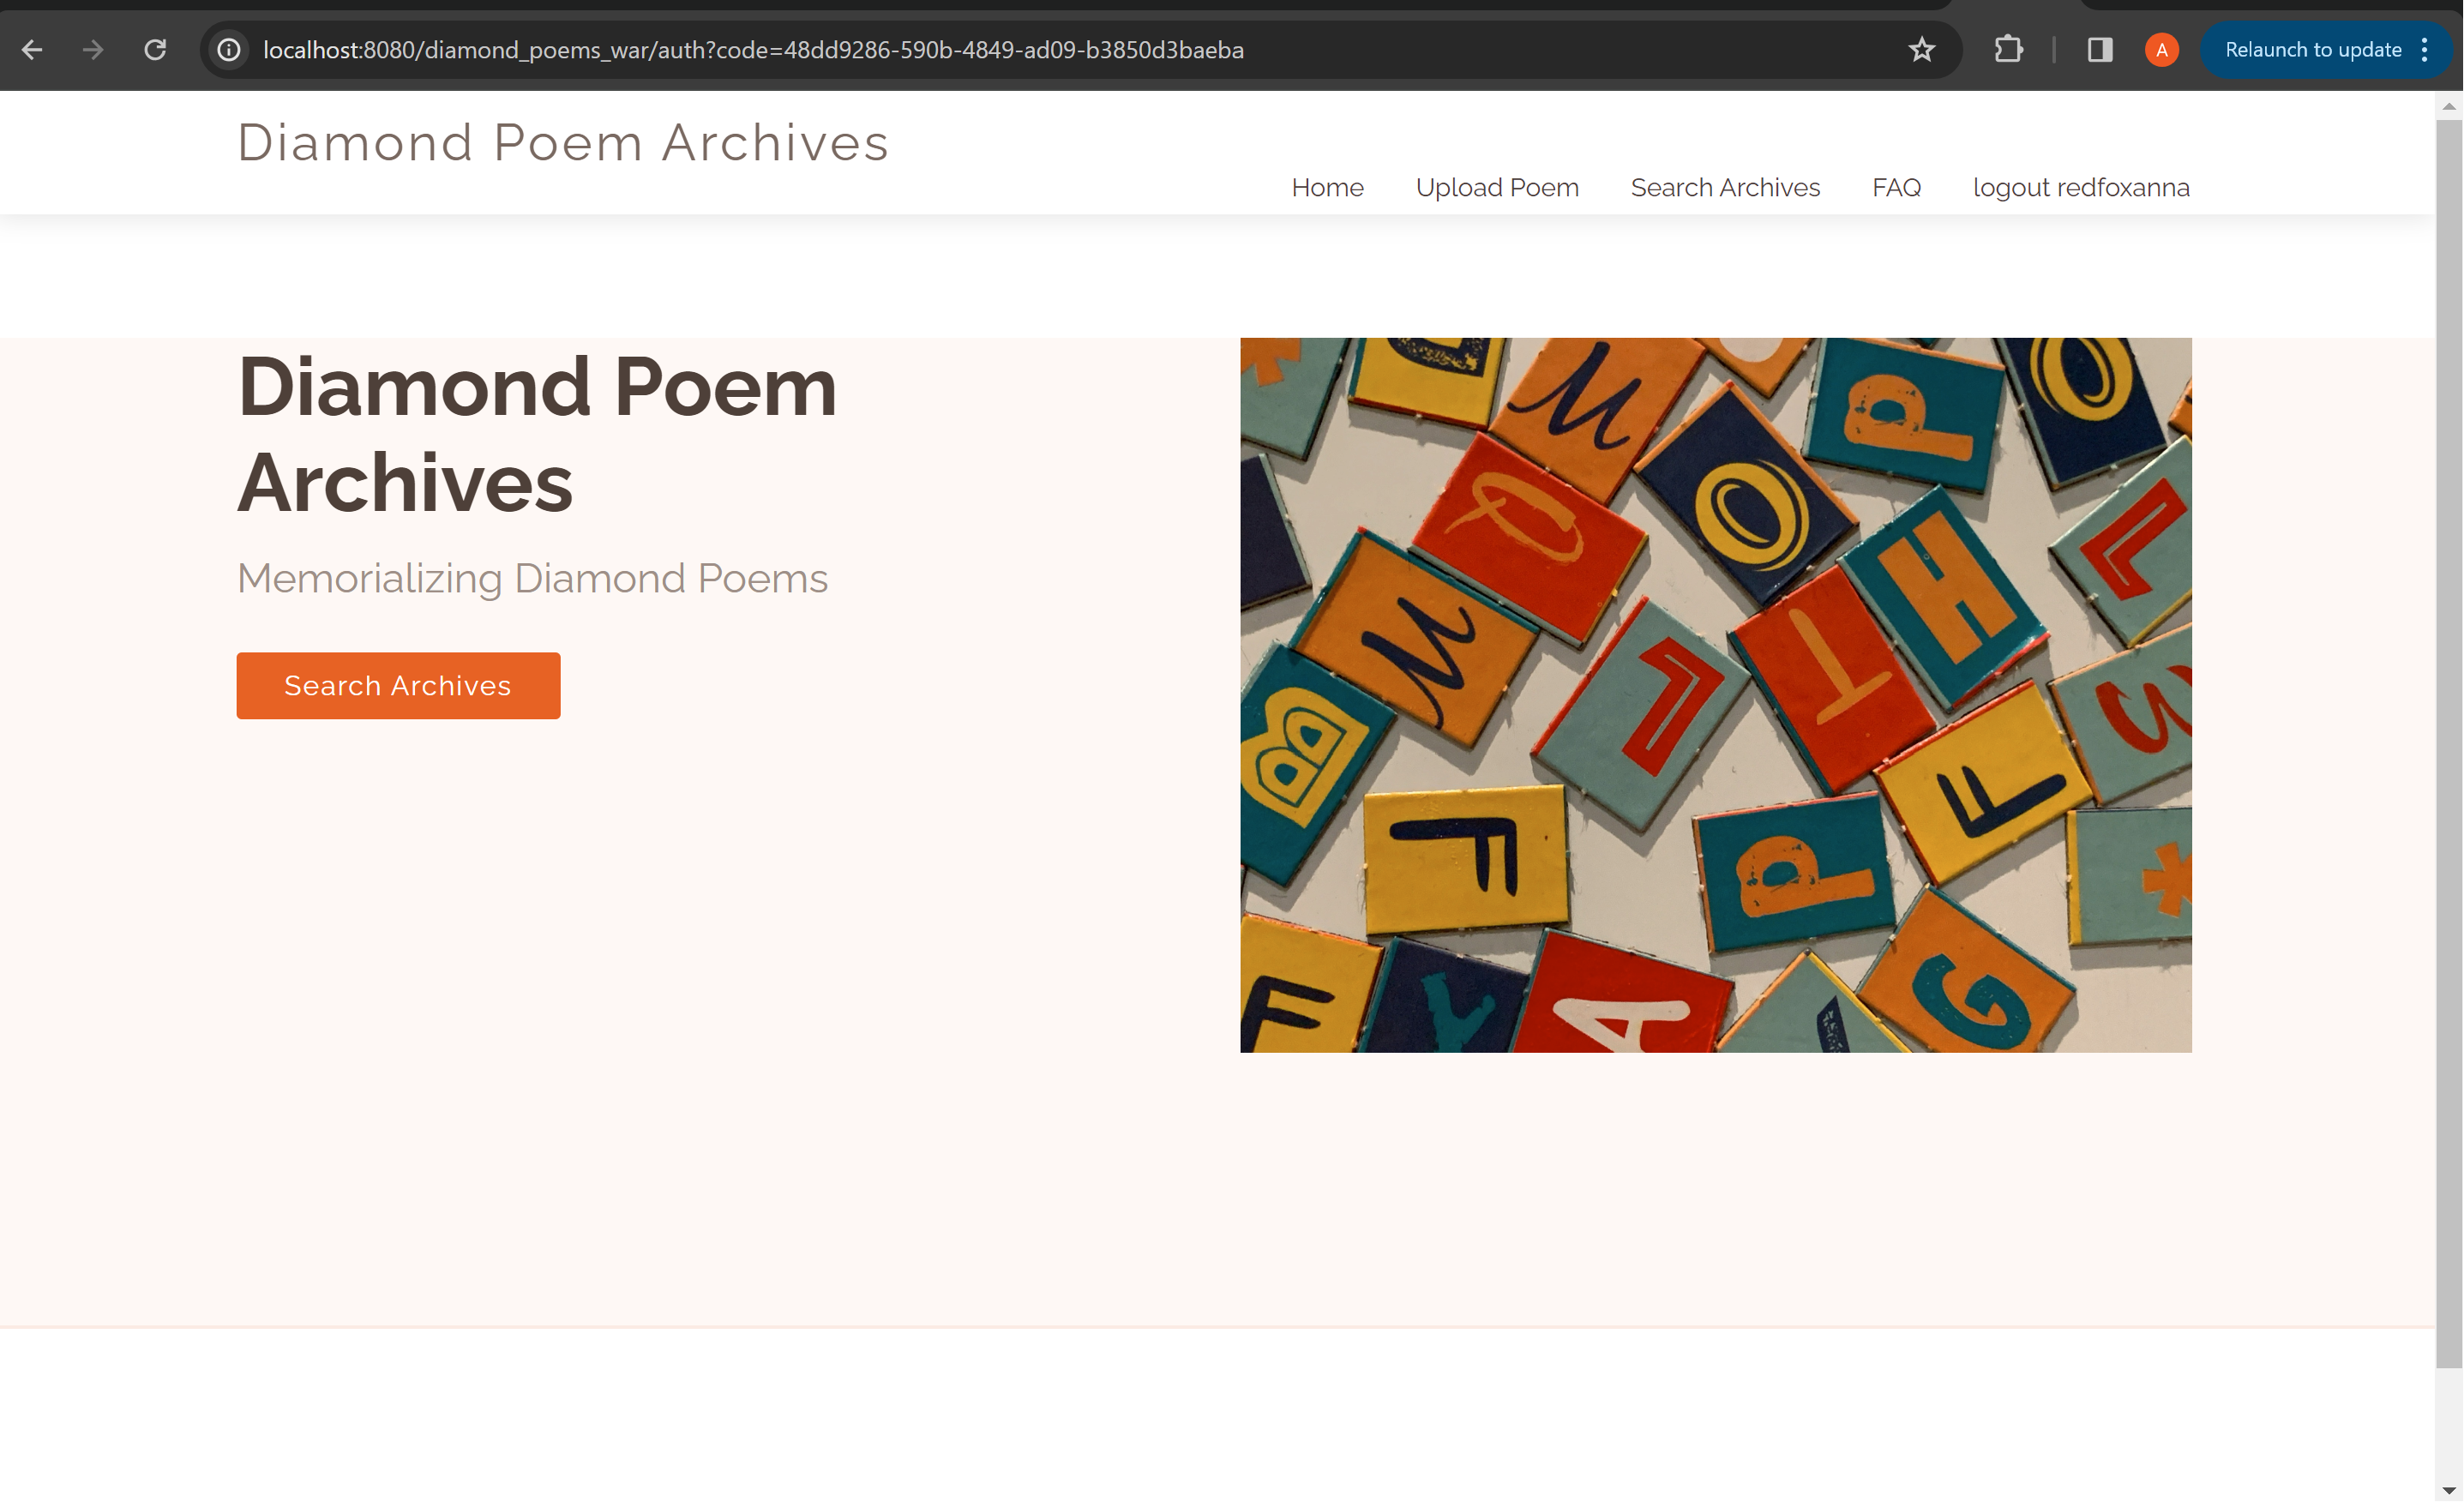 localhost:8080/diamond_poems_war/auth?code=48dd9286-590b-4849-ad09-b3850d3baeba
A
Relaunch to update
Diamond Poem Archives
Home Upload Poem Search Archives FAQ logout redfoxanna
Diamond Poem
Archives
Memorializing Diamond Poems
Search Archives